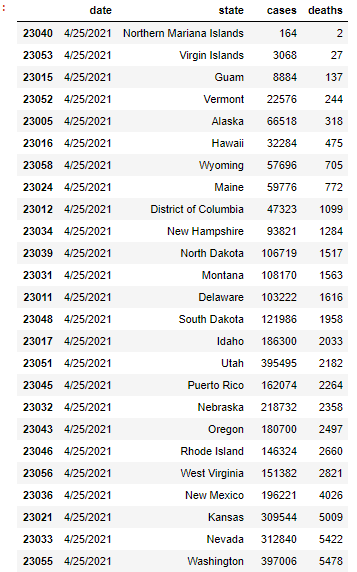 :
date state cases deaths
23040 4/25/2021 Northern Mariana Islands 164 2
23053 4/25/2021 Virgin Islands 3068 27
23015 4/25/2021 Guam 8884 137
23052 4/25/2021 Vermont 22576 244
23005 4/25/2021 Alaska 66518 318
23016 4/25/2021 Hawaii 32284 475
23058 4/25/2021 Wyoming 57696 705
23024 4/25/2021 Maine 59776 772
23012 4/25/2021 District of Columbia 47323 1099
23034 4/25/2021 New Hampshire 93821 1284
23039 4/25/2021 North Dakota 106719 1517
23031 4/25/2021 Montana 108170 1563
23011 4/25/2021 Delaware 103222 1616
23048 4/25/2021 South Dakota 121986 1958
23017 4/25/2021 Idaho 186300 2033
23051 4/25/2021 Utah 395495 2182
23045 4/25/2021 Puerto Rico 162074 2264
23032 4/25/2021 Nebraska 218732 2358
23043 4/25/2021 Oregon 180700 2497
23046 4/25/2021 Rhode Island 146324 2660
23056 4/25/2021 West Virginia 151382 2821
23036 4/25/2021 New Mexico 196221 4026
23021 4/25/2021 Kansas 309544 5009
23033 4/25/2021 Nevada 312840 5422
23055 4/25/2021 Washington 397006 5478